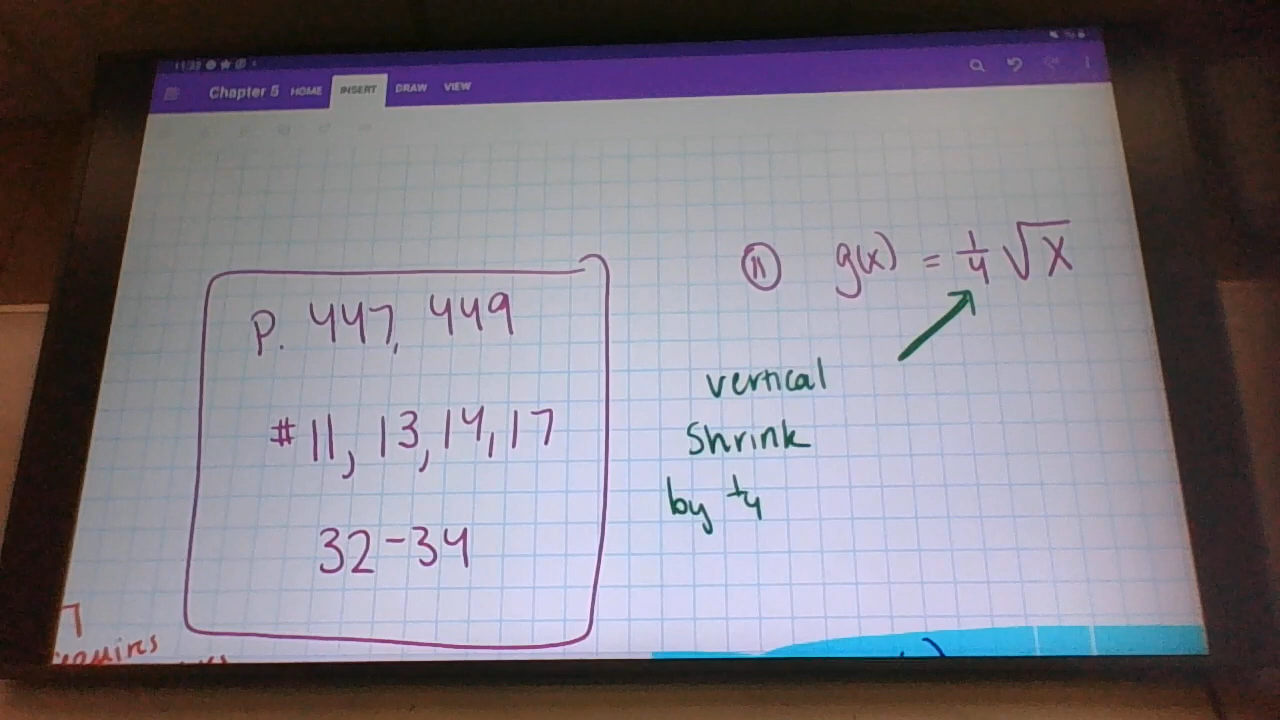 Chapter 5 HOME INSERT DRAW VIEW
P. 447, 449
#11, 13, 14, 17
32-34
⑪ g(x) = 1/4 √x
vertical
shrink
by 1/4